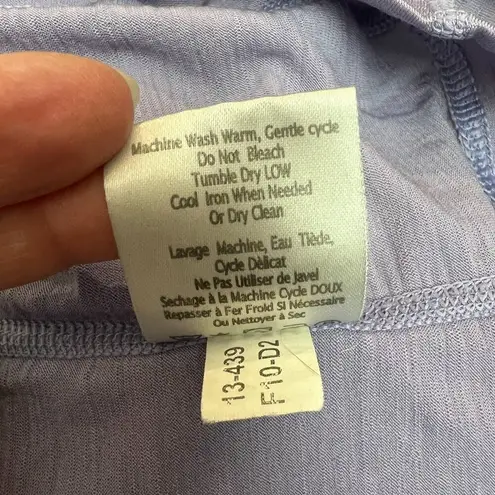 Machine Wash Warm, Gentle cycle
Do Not Bleach
Tumble Dry LOW
Cool Iron When Needed
Or Dry Clean
Lavage Machine, Eau Tlède,
Cycle Dèlicat
Ne Pas Utiliser de Javel
Sechage à la Machine Cycle DOUX
Repasser à Fer Froid Si Nécessaire
Ou Nettoyer à Sec
13-439
F10-D2